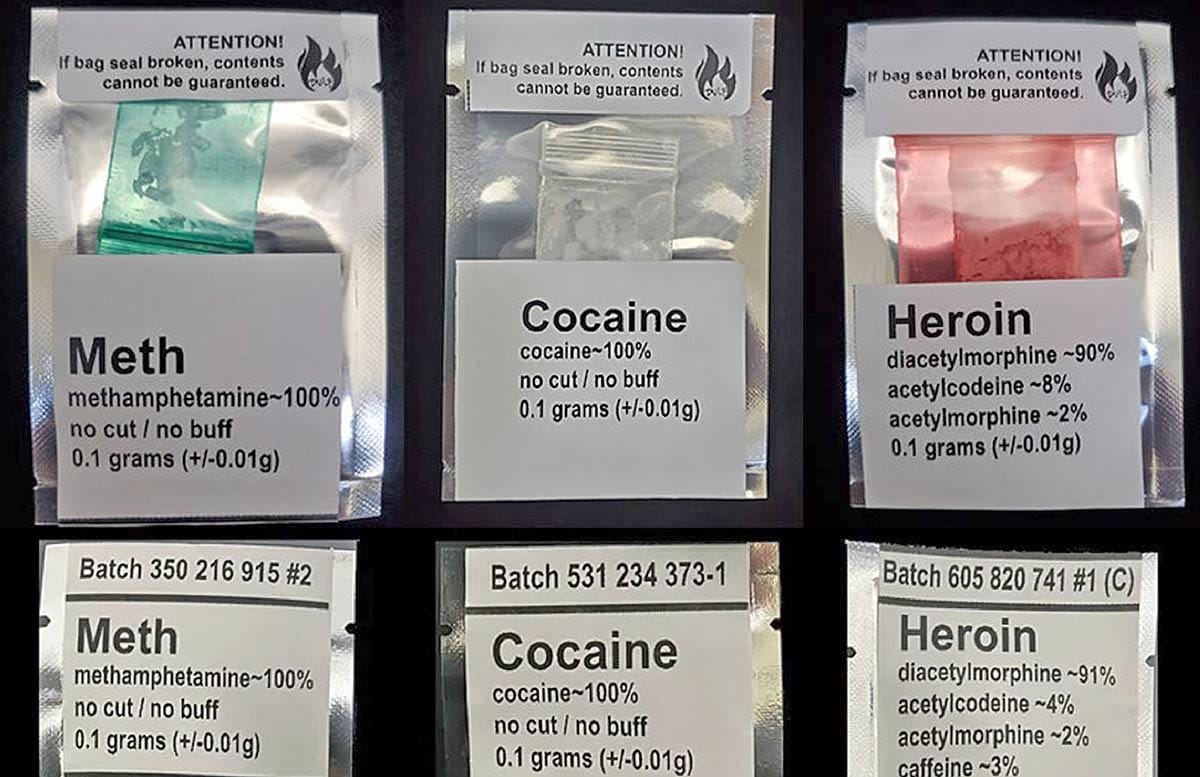 ATTENTION!
If bag seal broken, contents
cannot be guaranteed.
DULF
Meth
methamphetamine~100%
no cut / no buff
0.1 grams (+/-0.01g)
ATTENTION!
If bag seal broken, contents
cannot be guaranteed.
DULF
Cocaine
cocaine~100%
no cut / no buff
0.1 grams (+/-0.01g)
ATTENTION!
If bag seal broken, contents
cannot be guaranteed.
DULF
Heroin
diacetylmorphine ~90%
acetylcodeine ~8%
acetylmorphine ~2%
0.1 grams (+/-0.01g)
Batch 350 216 915 #2
Meth
methamphetamine~100%
no cut / no buff
0.1 grams (+/-0.01g)
Batch 531 234 373-1
Cocaine
cocaine~100%
no cut / no buff
0.1 grams (+/-0.01g)
Batch 605 820 741 #1 (C)
Heroin
diacetylmorphine ~91%
acetylcodeine ~4%
acetylmorphine ~2%
caffeine ~3%